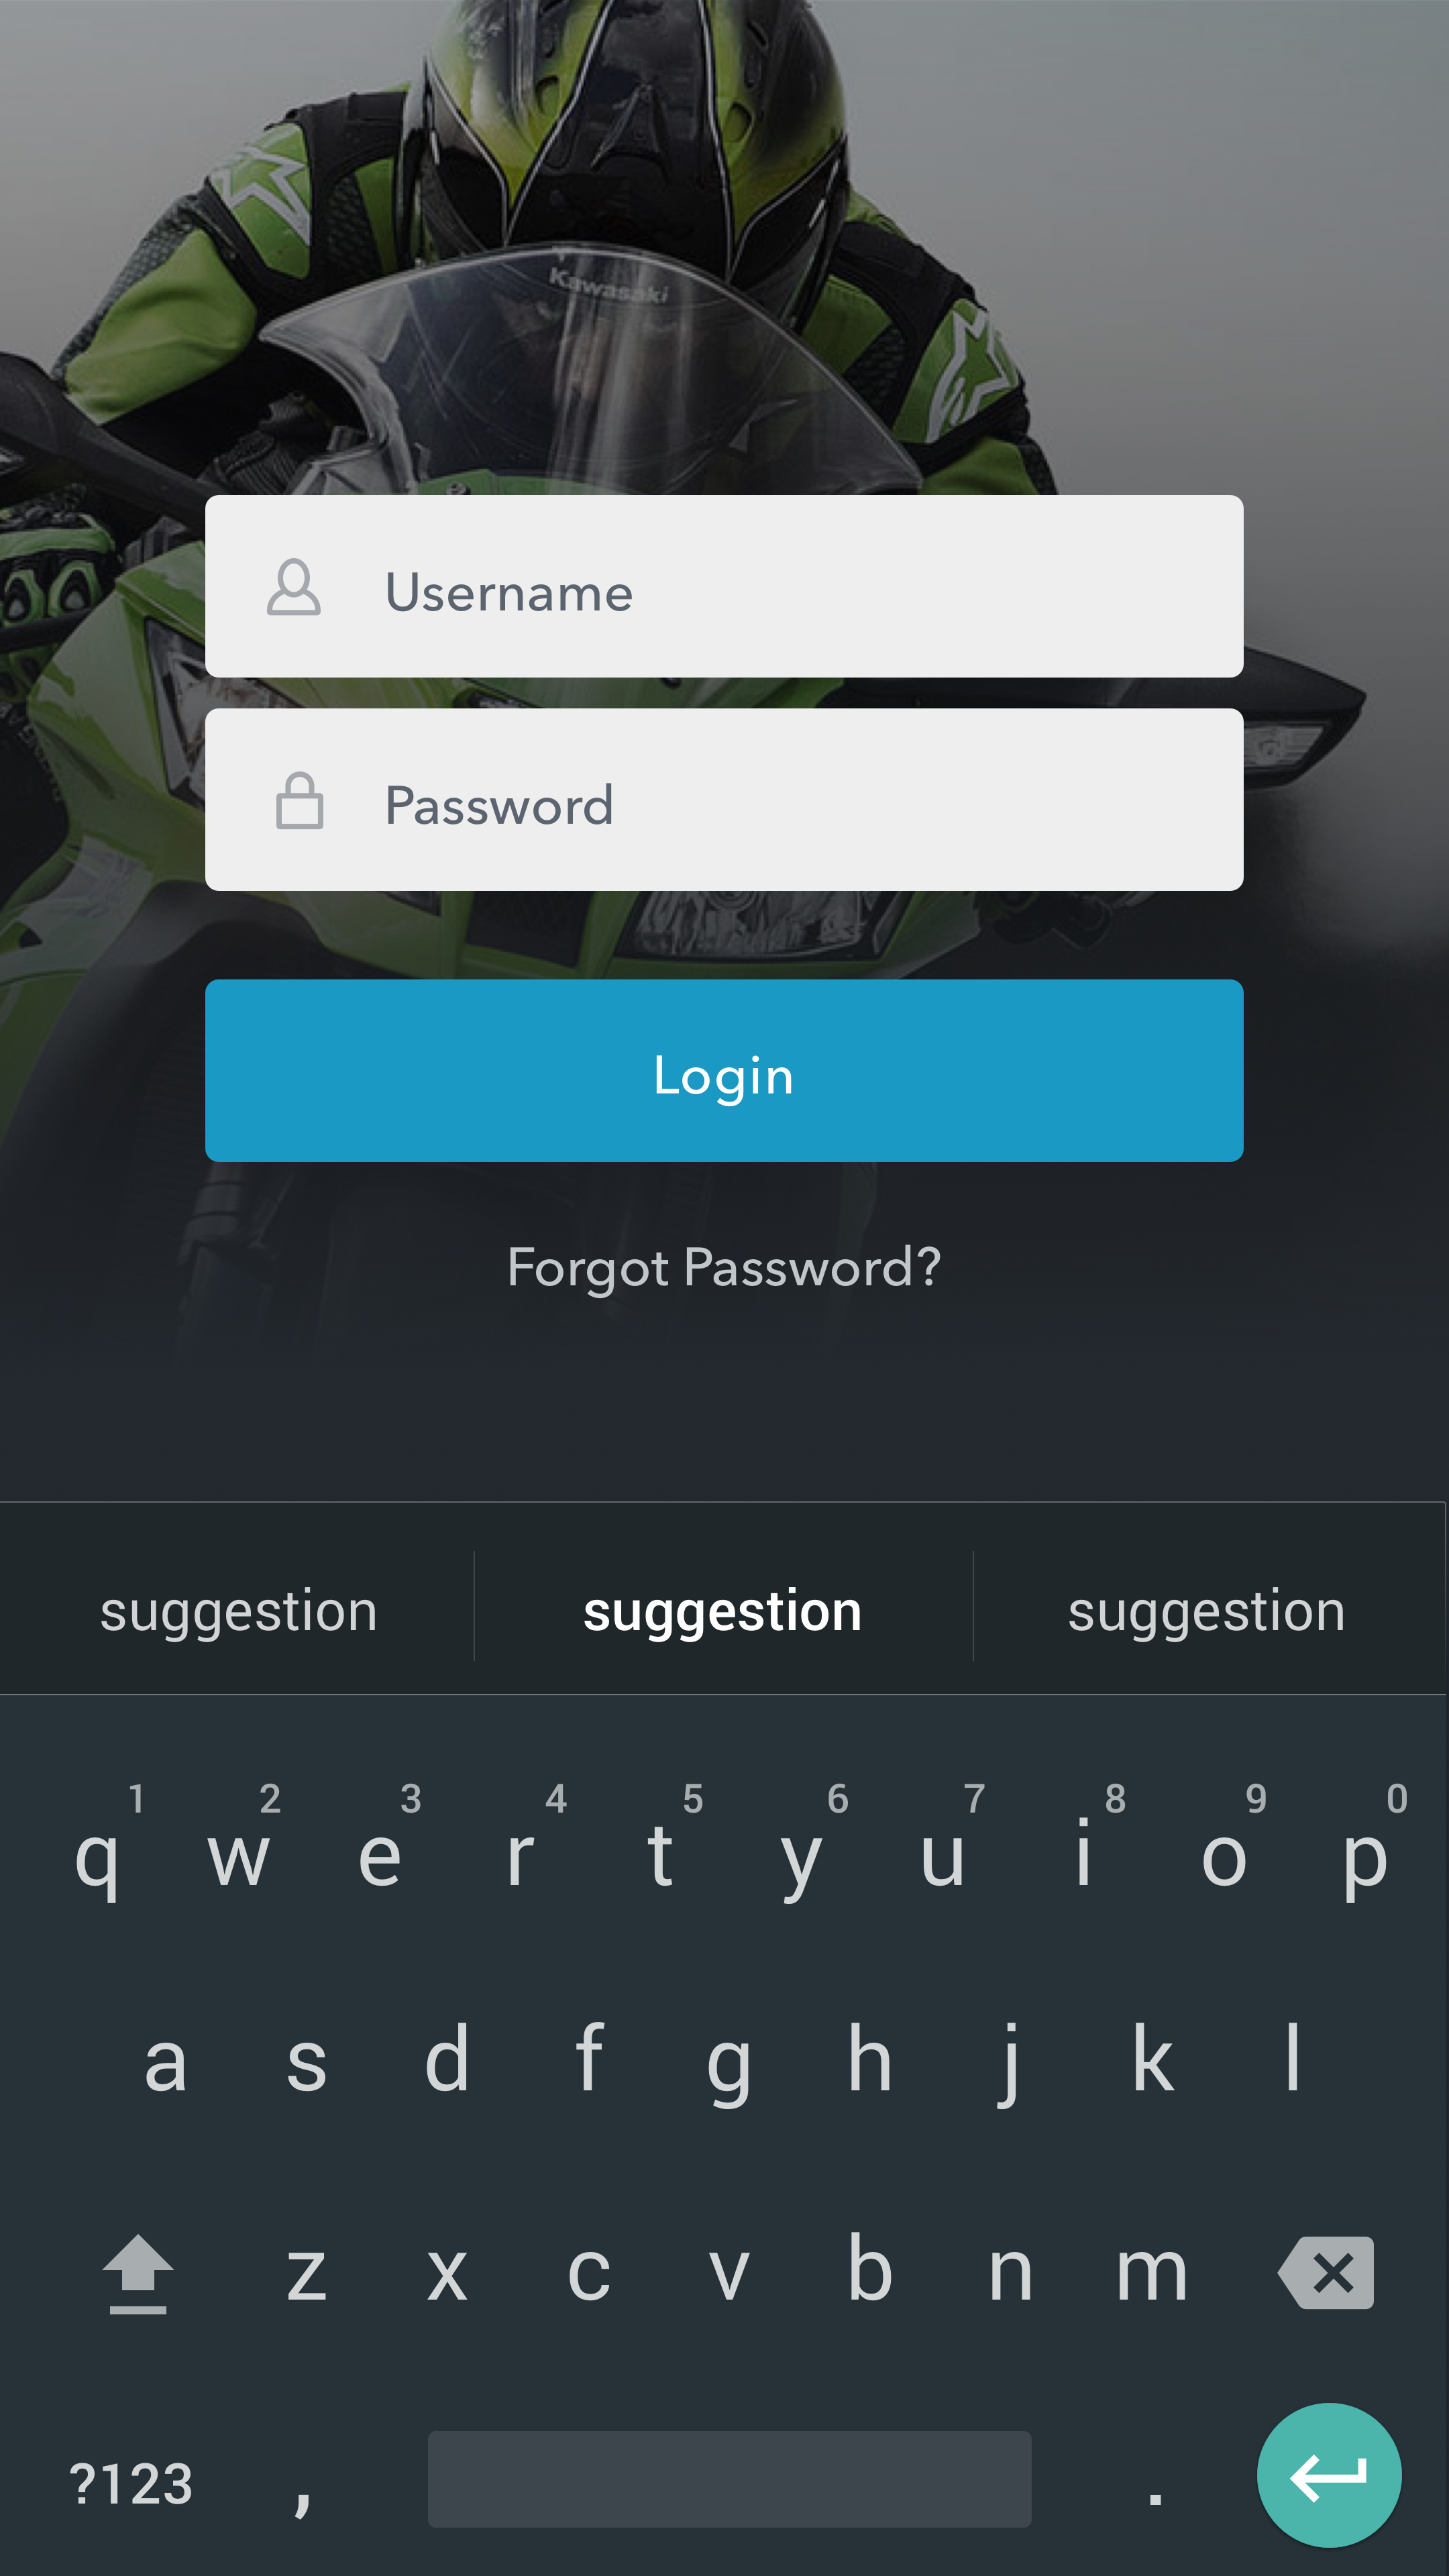 Kawasaki
Username
Password
Login
Forgot Password?
suggestion suggestion suggestion
1 2 3 4 5 6 7 8 9 0
q w e r t y u i o p
a s d f g h j k l
z x c v b n m
?123 , .